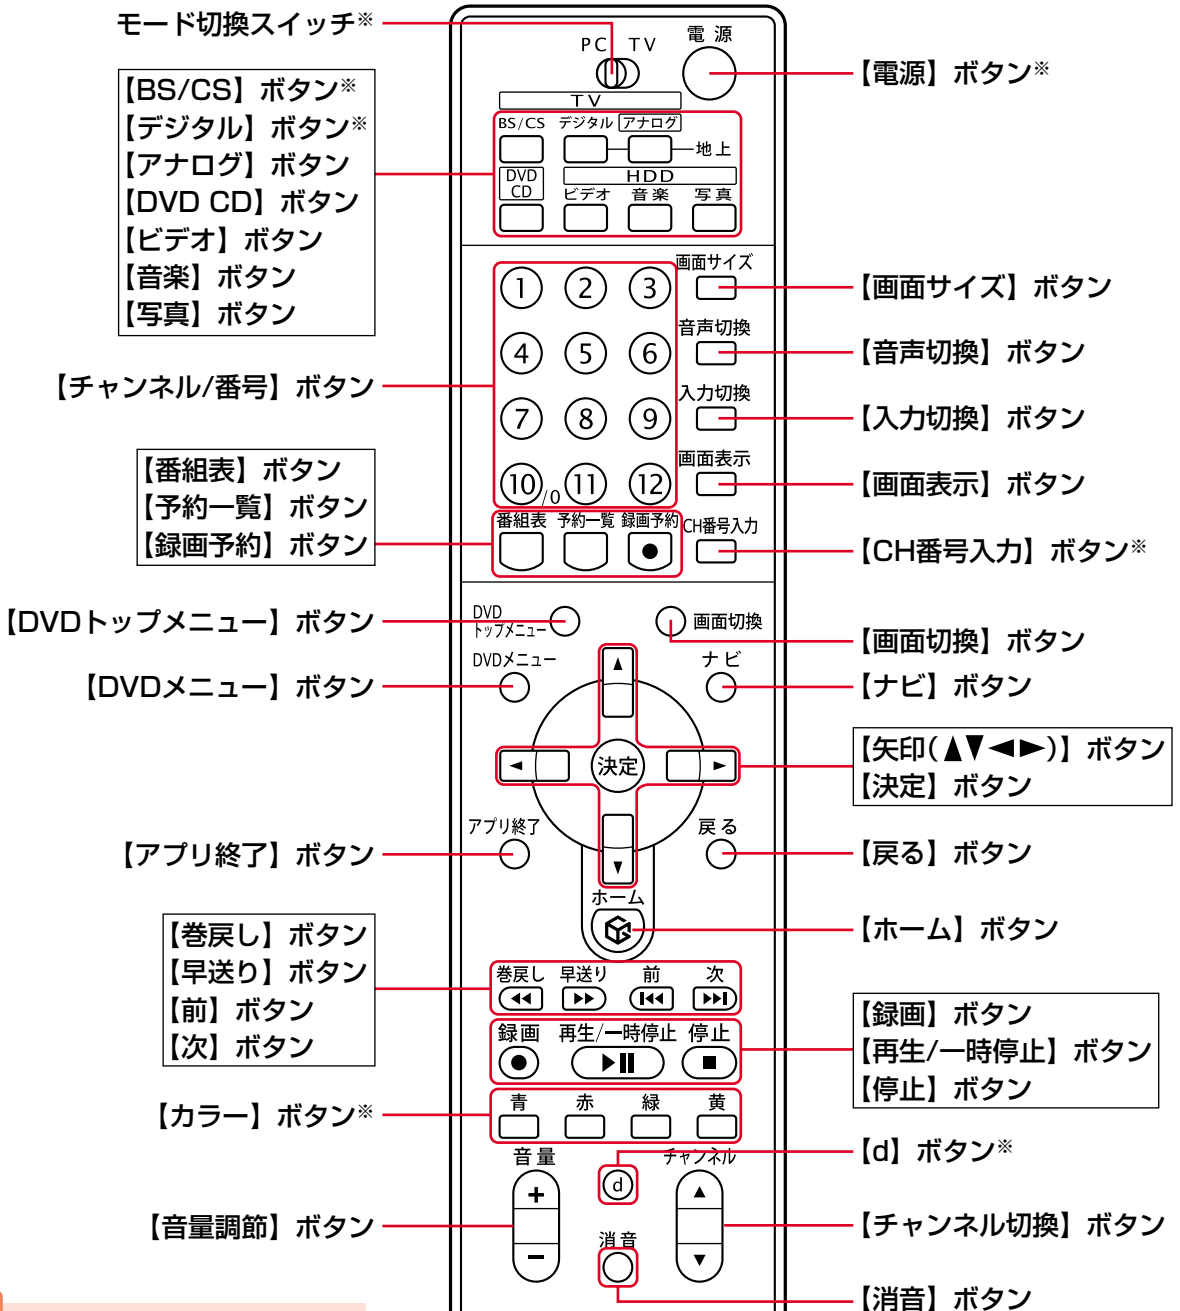 モード切換スイッチ※
【BS/CS】ボタン※
【デジタル】ボタン※
【アナログ】ボタン
【DVD CD】ボタン
【ビデオ】ボタン
【音楽】ボタン
【写真】ボタン
【チャンネル/番号】ボタン
【番組表】ボタン
【予約一覧】ボタン
【録画予約】ボタン
【DVDトップメニュー】ボタン
【DVDメニュー】ボタン
【アプリ終了】ボタン
【巻戻し】ボタン
【早送り】ボタン
【前】ボタン
【次】ボタン
【カラー】ボタン※
【音量調節】ボタン
PC TV 電源
TV
BS/CS デジタル アナログ
地上
DVD CD
HDD
ビデオ 音楽 写真
画面サイズ
1 2 3
音声切換
4 5 6
入力切換
7 8 9
画面表示
10/0 11 12
番組表 予約一覧 録画予約 CH番号入力
DVDトップメニュー
画面切換
DVDメニュー ナビ
▲
◄ 決定 ►
アプリ終了 戻る
▼
ホーム
巻戻し 早送り 前 次
録画 再生/一時停止 停止
青 赤 緑 黄
音量 チャンネル
+ d ▲
− ▼
消音
【電源】ボタン※
【画面サイズ】ボタン
【音声切換】ボタン
【入力切換】ボタン
【画面表示】ボタン
【CH番号入力】ボタン※
【画面切換】ボタン
【ナビ】ボタン
【矢印(▲▼◄►)】ボタン
【決定】ボタン
【戻る】ボタン
【ホーム】ボタン
【録画】ボタン
【再生/一時停止】ボタン
【停止】ボタン
【d】ボタン※
【チャンネル切換】ボタン
【消音】ボタン